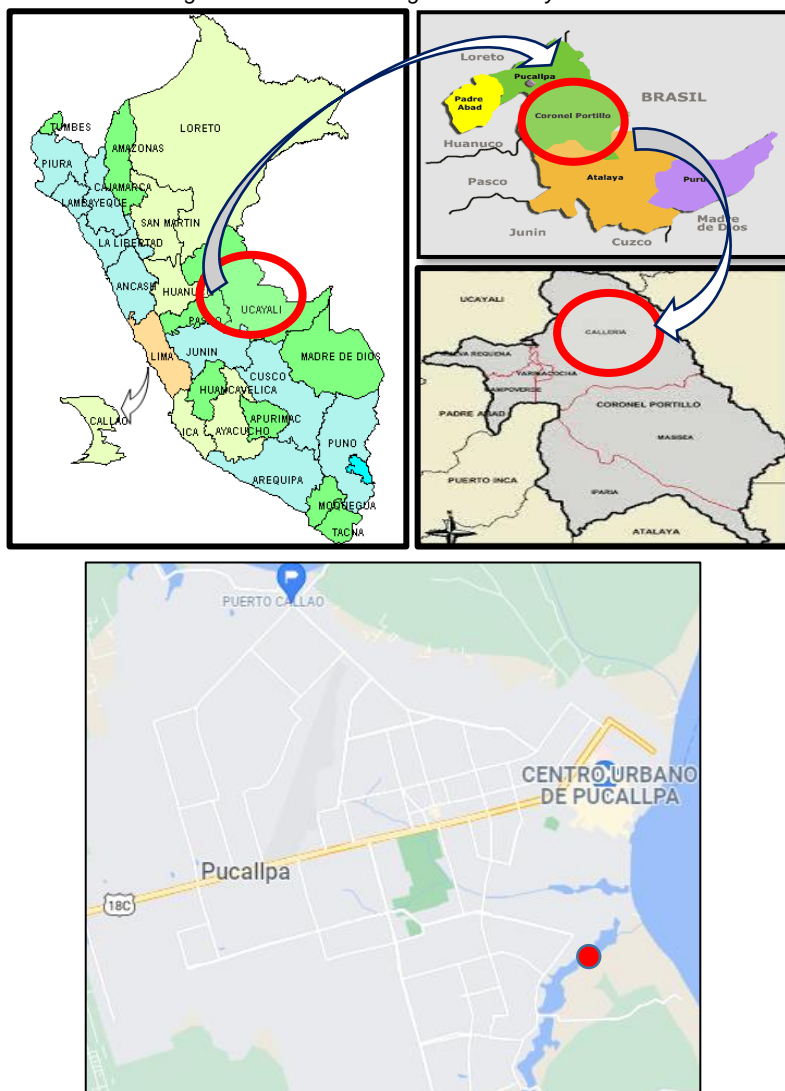 TUMBES
LORETO
AMAZONAS
PIURA
CAJAMARCA
LAMBAYEQUE
SAN MARTIN
LA LIBERTAD
ANCASH
UCAYALI
LIMA
JUNIN
MADRE DE DIOS
CUSCO
HUANCAVELICA
CALLAO
ICA
AYACUCHO
APURIMAC
PUNO
AREQUIPA
MOQUEGUA
TACNA
Loreto
Pucallpa
Padre
Abad
BRASIL
Coronel Portillo
Huanuco
Pasco
Atalaya
Madre
de Dios
Junin
Cuzco
UCAYALI
CALLERIA
YARINACOCHA
PADRE ABAD
CORONEL PORTILLO
MASISEA
PUERTO INCA
IPARIA
ATALAYA
PUERTO CALLAO
CENTRO URBANO
DE PUCALLPA
Pucallpa
18C